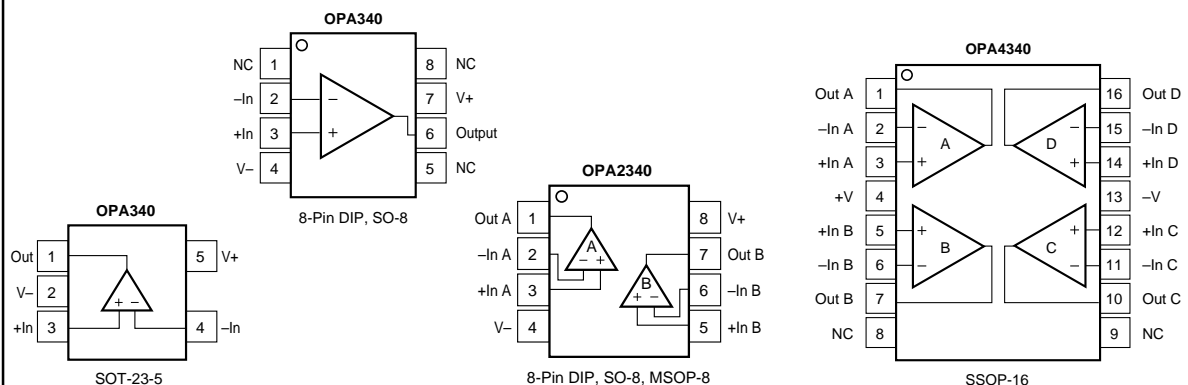 OPA340
NC 1 8 NC
–In 2 – 7 V+
+In 3 + 6 Output
V– 4 5 NC
8-Pin DIP, SO-8
OPA340
Out 1 5 V+
V– 2
+In 3 + – 4 –In
SOT-23-5
OPA2340
Out A 1 8 V+
–In A 2 A – + 7 Out B
+In A 3 B + – 6 –In B
V– 4 5 +In B
8-Pin DIP, SO-8, MSOP-8
OPA4340
Out A 1 16 Out D
–In A 2 – – 15 –In D
A D
+In A 3 + + 14 +In D
+V 4 13 –V
+In B 5 + + 12 +In C
B C
–In B 6 – – 11 –In C
Out B 7 10 Out C
NC 8 9 NC
SSOP-16